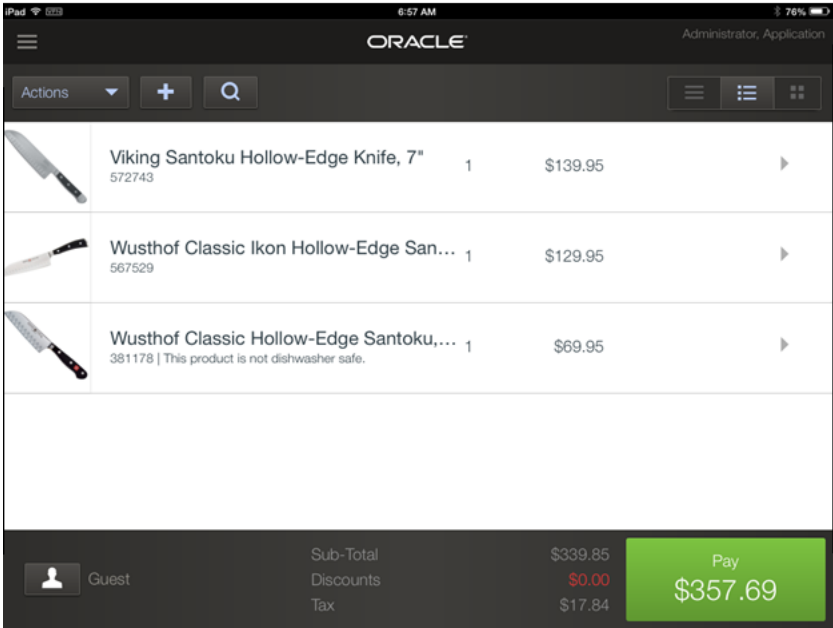 iPad VPN 6:57 AM 76%
ORACLE Administrator, Application
Actions
Viking Santoku Hollow-Edge Knife, 7" 1 $139.95
572743
Wusthof Classic Ikon Hollow-Edge San... 1 $129.95
567529
Wusthof Classic Hollow-Edge Santoku,... 1 $69.95
381178 | This product is not dishwasher safe.
Sub-Total $339.85
Guest Discounts $0.00
Tax $17.84
Pay
$357.69